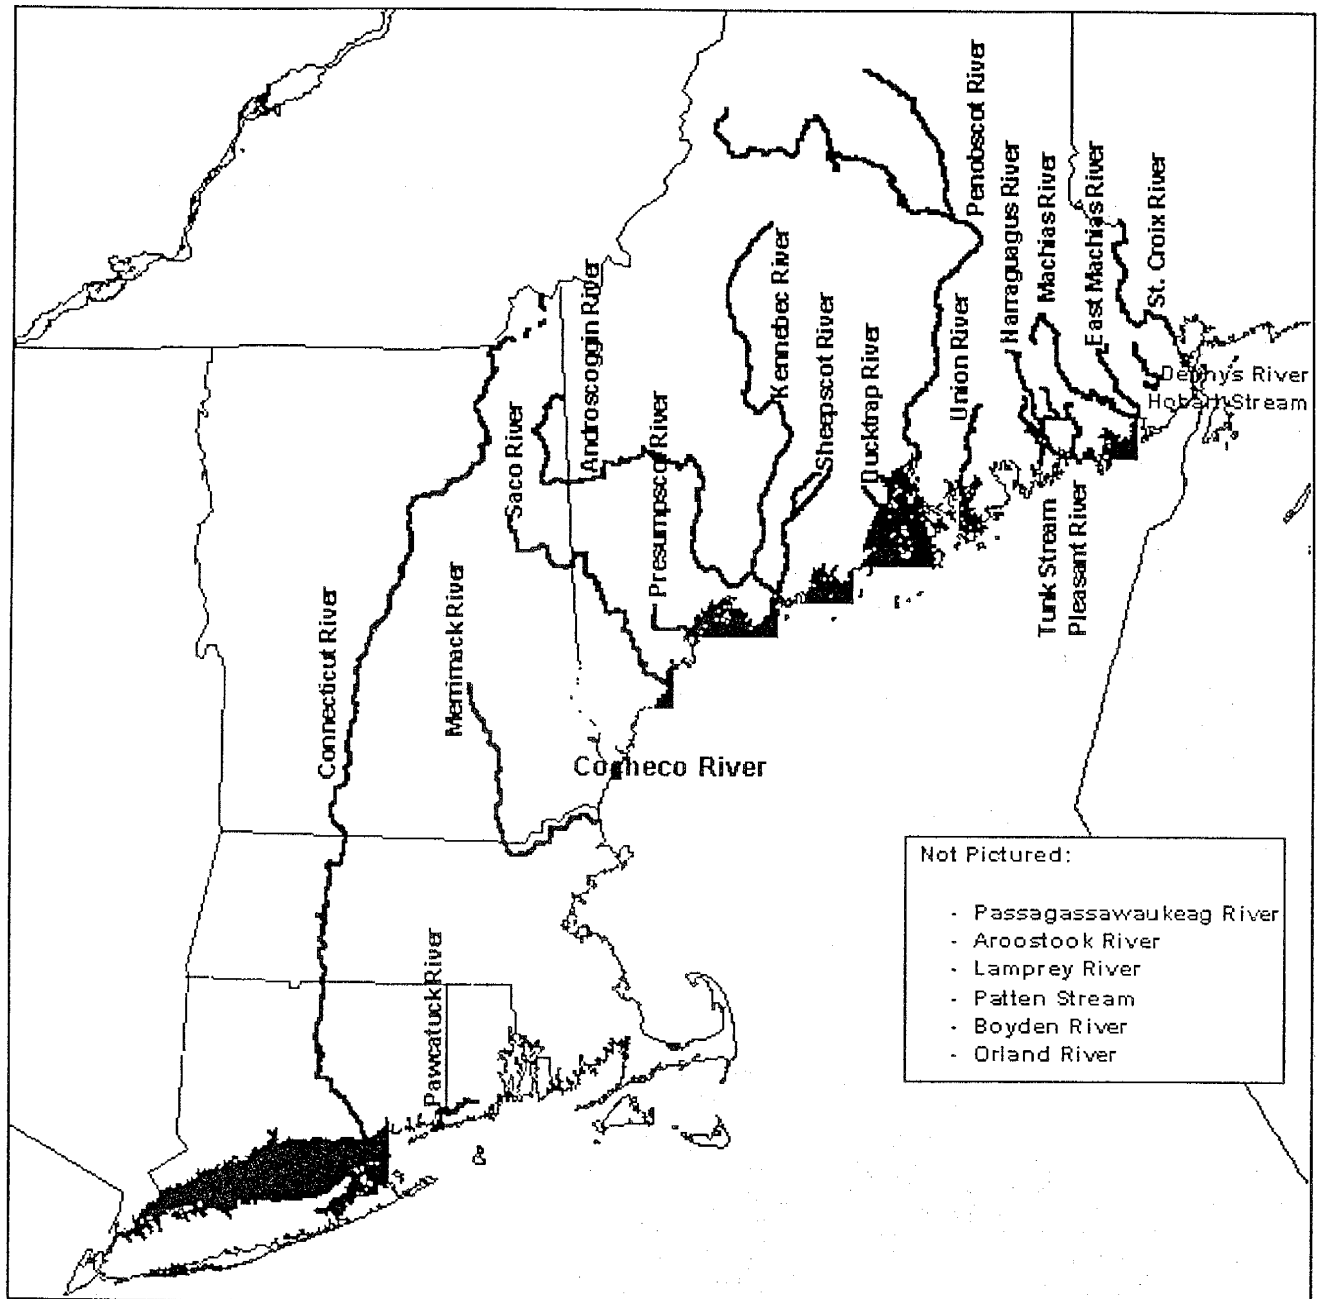 Penobscot River
Narraguagus River
Machias River
East Machias River
St. Croix River
Androscoggin River
Kennebec River
Sheepscot River
Ducktrap River
Union River
Dennys River
Hobart Stream
Saco River
Presumpscot River
Tunk Stream
Pleasant River
Connecticut River
Merrimack River
Cocheco River
Pawcatuck River
Not Pictured:
- Passagassawaukeag River
- Aroostook River
- Lamprey River
- Patten Stream
- Boyden River
- Orland River